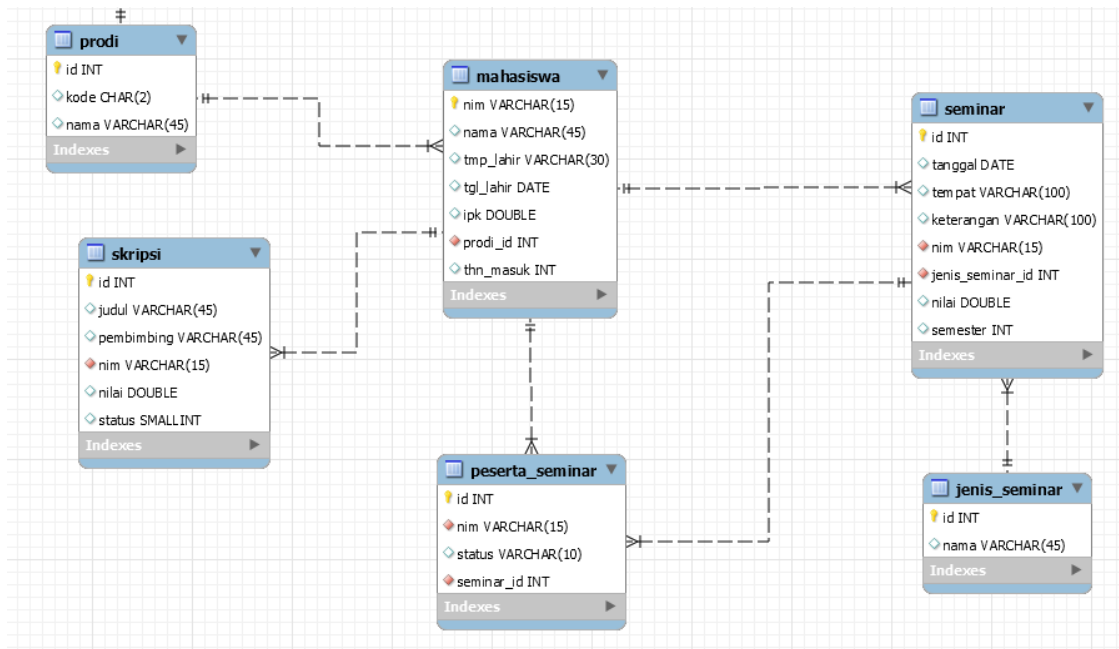 prodi
id INT
kode CHAR(2)
nama VARCHAR(45)
Indexes
mahasiswa
nim VARCHAR(15)
nama VARCHAR(45)
tmp_lahir VARCHAR(30)
tgl_lahir DATE
ipk DOUBLE
prodi_id INT
thn_masuk INT
Indexes
seminar
id INT
tanggal DATE
tempat VARCHAR(100)
keterangan VARCHAR(100)
nim VARCHAR(15)
jenis_seminar_id INT
nilai DOUBLE
semester INT
Indexes
skripsi
id INT
judul VARCHAR(45)
pembimbing VARCHAR(45)
nim VARCHAR(15)
nilai DOUBLE
status SMALLINT
Indexes
peserta_seminar
id INT
nim VARCHAR(15)
status VARCHAR(10)
seminar_id INT
Indexes
jenis_seminar
id INT
nama VARCHAR(45)
Indexes